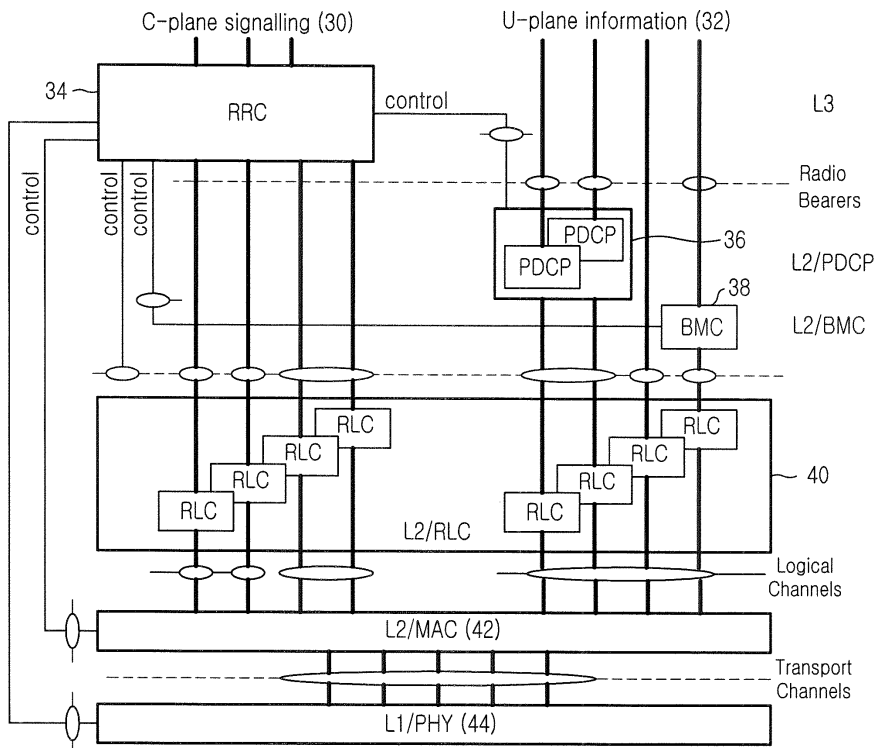 C-plane signalling (30)
U-plane information (32)
34
RRC
control
L3
control
control
control
Radio
Bearers
PDCP
PDCP
36
L2/PDCP
38
BMC
L2/BMC
RLC
RLC
RLC
RLC
RLC
RLC
RLC
RLC
40
L2/RLC
Logical
Channels
L2/MAC (42)
Transport
Channels
L1/PHY (44)